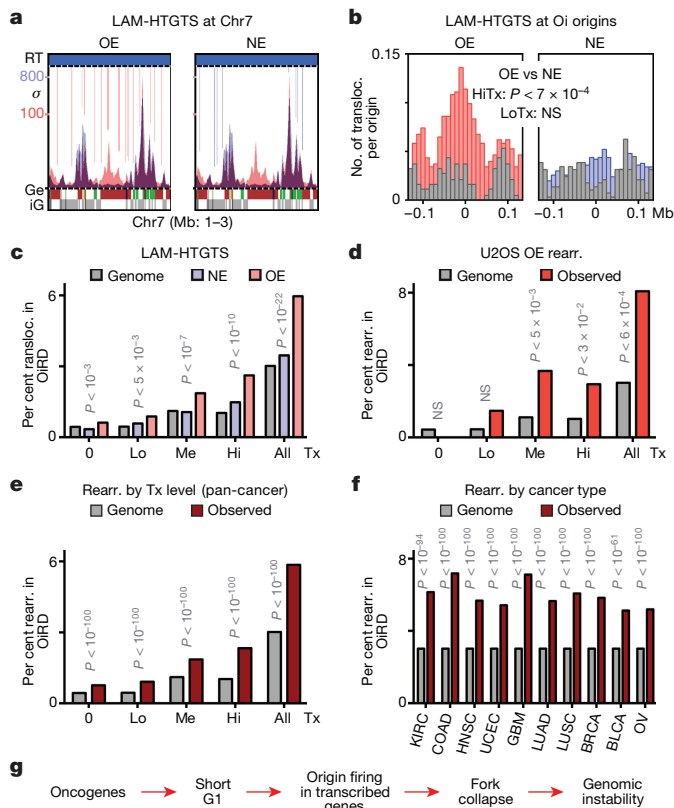 a
LAM-HTGTS at Chr7
OE
NE
RT
800
σ
100
Ge
iG
Chr7 (Mb: 1–3)
b
LAM-HTGTS at Oi origins
OE
NE
0.15
OE vs NE
HiTx: P < 7 × 10⁻⁴
LoTx: NS
No. of transloc.
per origin
0
−0.1 0 0.1 −0.1 0 0.1 Mb
c
LAM-HTGTS
Genome NE OE
6
Per cent ransloc. in
OiRD
P < 10⁻³
P < 5 × 10⁻³
P < 10⁻⁷
P < 10⁻¹⁰
P < 10⁻²²
0
0 Lo Me Hi All Tx
d
U2OS OE rearr.
Genome Observed
8
Per cent rearr. in
OiRD
NS
NS
P < 5 × 10⁻³
P < 3 × 10⁻²
P < 6 × 10⁻⁴
0
0 Lo Me Hi All Tx
e
Rearr. by Tx level (pan-cancer)
Genome Observed
6
Per cent rearr. in
OiRD
P < 10⁻¹⁰⁰
P < 10⁻¹⁰⁰
P < 10⁻¹⁰⁰
P < 10⁻¹⁰⁰
P < 10⁻¹⁰⁰
0
0 Lo Me Hi All Tx
f
Rearr. by cancer type
Genome Observed
8
Per cent rearr. in
OiRD
P < 10⁻⁹⁴
P < 10⁻¹⁰⁰
P < 10⁻¹⁰⁰
P < 10⁻¹⁰⁰
P < 10⁻¹⁰⁰
P < 10⁻¹⁰⁰
P < 10⁻¹⁰⁰
P < 10⁻¹⁰⁰
P < 10⁻⁶¹
P < 10⁻¹⁰⁰
0
KIRC
COAD
HNSC
UCEC
GBM
LUAD
LUSC
BRCA
BLCA
OV
g
Oncogenes
Short
G1
Origin firing
in transcribed
genes
Fork
collapse
Genomic
instability